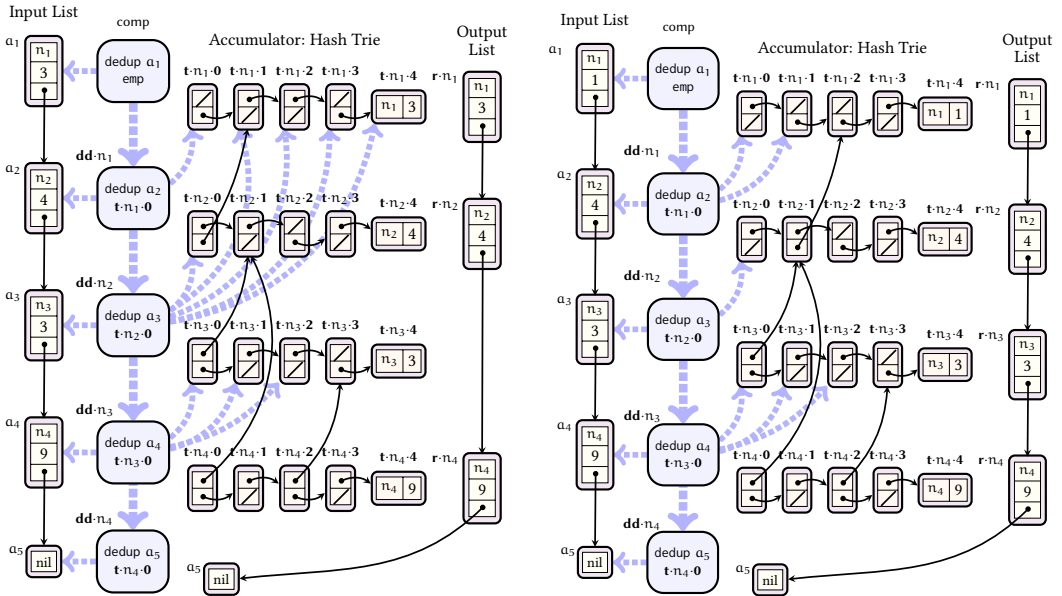 Input List
comp
Accumulator: Hash Trie
Output
List
a₁
n₁
3
dedup a₁
emp
t·n₁·0 t·n₁·1 t·n₁·2 t·n₁·3 t·n₁·4
n₁ 3
r·n₁
n₁
3
dd·n₁
a₂
n₂
4
dedup a₂
t·n₁·0
t·n₂·0 t·n₂·1 t·n₂·2 t·n₂·3 t·n₂·4
n₂ 4
r·n₂
n₂
4
dd·n₂
a₃
n₃
3
dedup a₃
t·n₂·0
t·n₃·0 t·n₃·1 t·n₃·2 t·n₃·3 t·n₃·4
n₃ 3
dd·n₃
a₄
n₄
9
dedup a₄
t·n₃·0
t·n₄·0 t·n₄·1 t·n₄·2 t·n₄·3 t·n₄·4
n₄ 9
r·n₄
n₄
9
dd·n₄
a₅
nil
dedup a₅
t·n₄·0
a₅
nil
Input List
comp
Accumulator: Hash Trie
Output
List
a₁
n₁
1
dedup a₁
emp
t·n₁·0 t·n₁·1 t·n₁·2 t·n₁·3 t·n₁·4
n₁ 1
r·n₁
n₁
1
dd·n₁
a₂
n₂
4
dedup a₂
t·n₁·0
t·n₂·0 t·n₂·1 t·n₂·2 t·n₂·3 t·n₂·4
n₂ 4
r·n₂
n₂
4
dd·n₂
a₃
n₃
3
dedup a₃
t·n₂·0
t·n₃·0 t·n₃·1 t·n₃·2 t·n₃·3 t·n₃·4
n₃ 3
r·n₃
n₃
3
dd·n₃
a₄
n₄
9
dedup a₄
t·n₃·0
t·n₄·0 t·n₄·1 t·n₄·2 t·n₄·3 t·n₄·4
n₄ 9
r·n₄
n₄
9
dd·n₄
a₅
nil
dedup a₅
t·n₄·0
a₅
nil